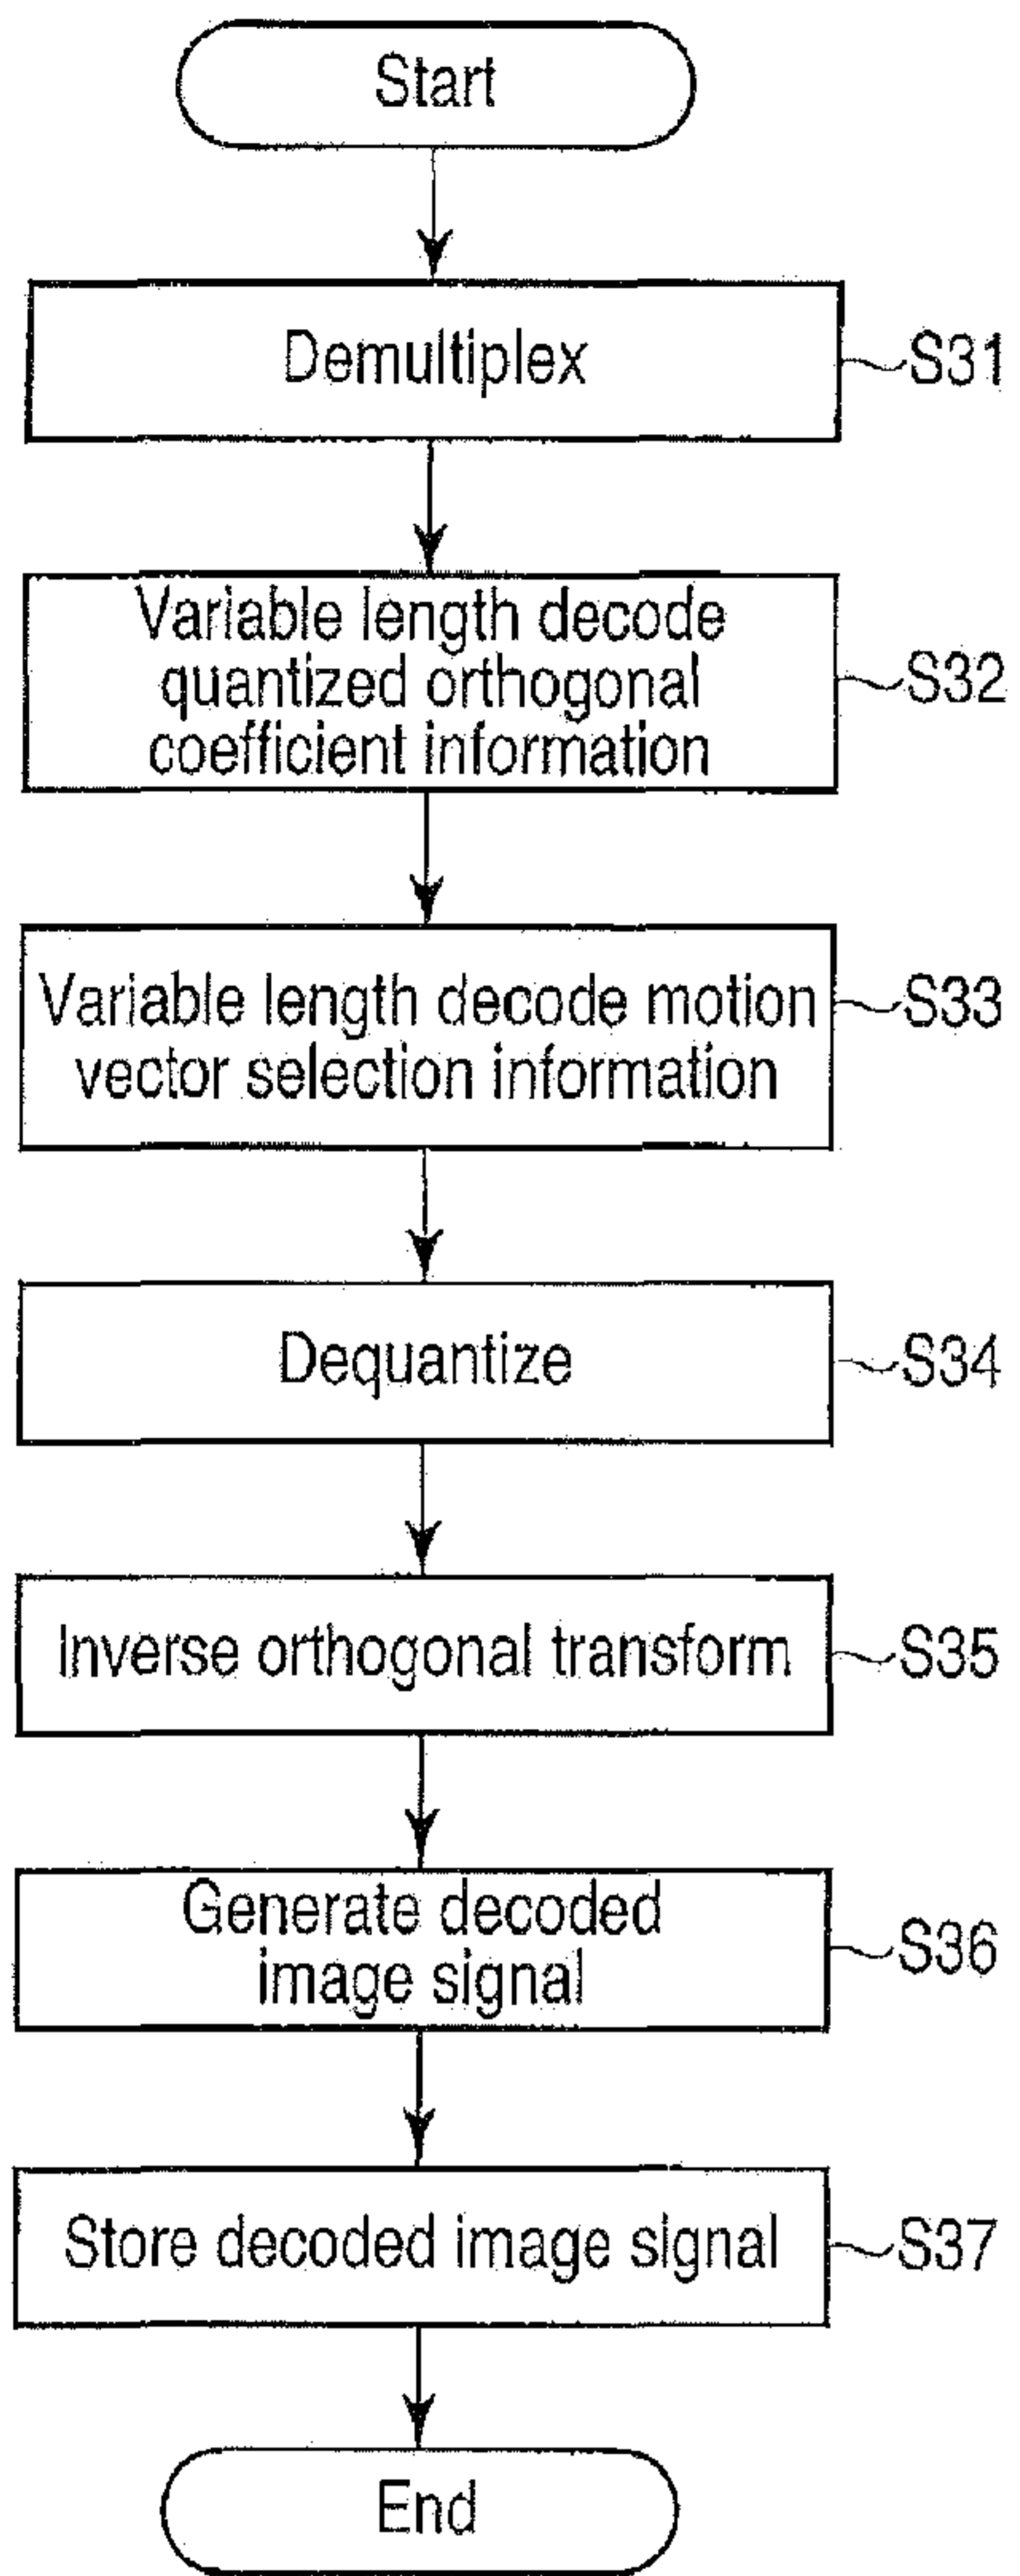 Start
Demultiplex
S31
Variable length decode
quantized orthogonal
coefficient information
S32
Variable length decode motion
vector selection information
S33
Dequantize
S34
Inverse orthogonal transform
S35
Generate decoded
image signal
S36
Store decoded image signal
S37
End